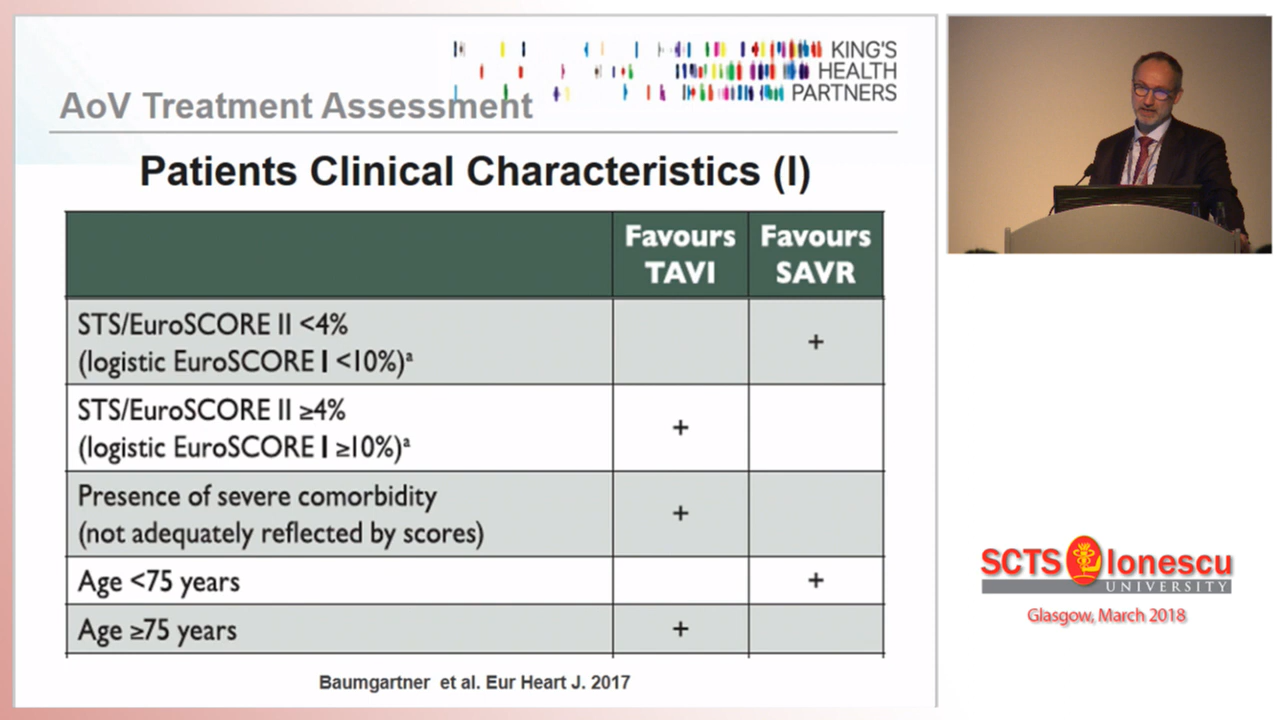 KING'S
HEALTH
PARTNERS
AoV Treatment Assessment
Patients Clinical Characteristics (I)
Favours TAVI
Favours SAVR
STS/EuroSCORE II <4%
(logistic EuroSCORE I <10%)ᵃ
+
STS/EuroSCORE II ≥4%
(logistic EuroSCORE I ≥10%)ᵃ
+
Presence of severe comorbidity
(not adequately reflected by scores)
+
Age <75 years
+
Age ≥75 years
+
Baumgartner et al. Eur Heart J. 2017
SCTS Ionescu
UNIVERSITY
Glasgow, March 2018